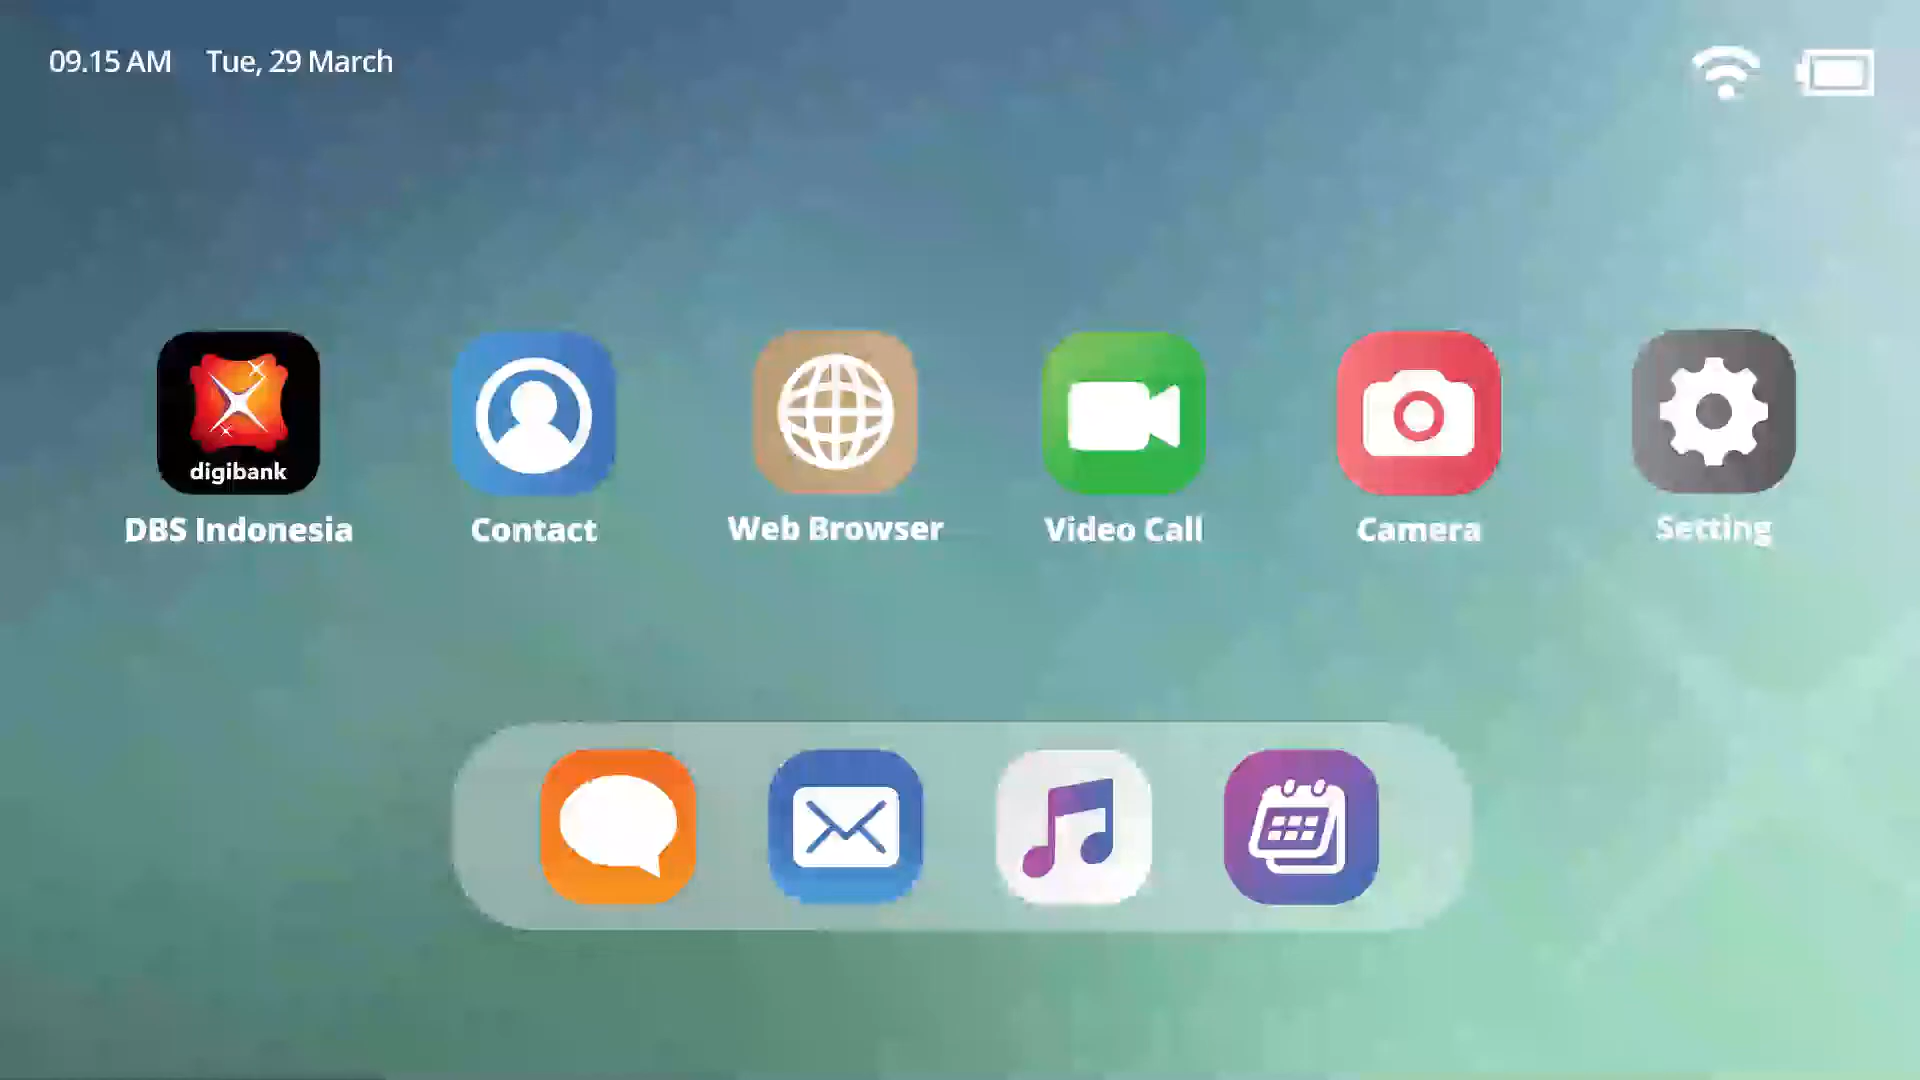 09.15 AM Tue, 29 March
digibank
DBS Indonesia Contact Web Browser Video Call Camera Setting